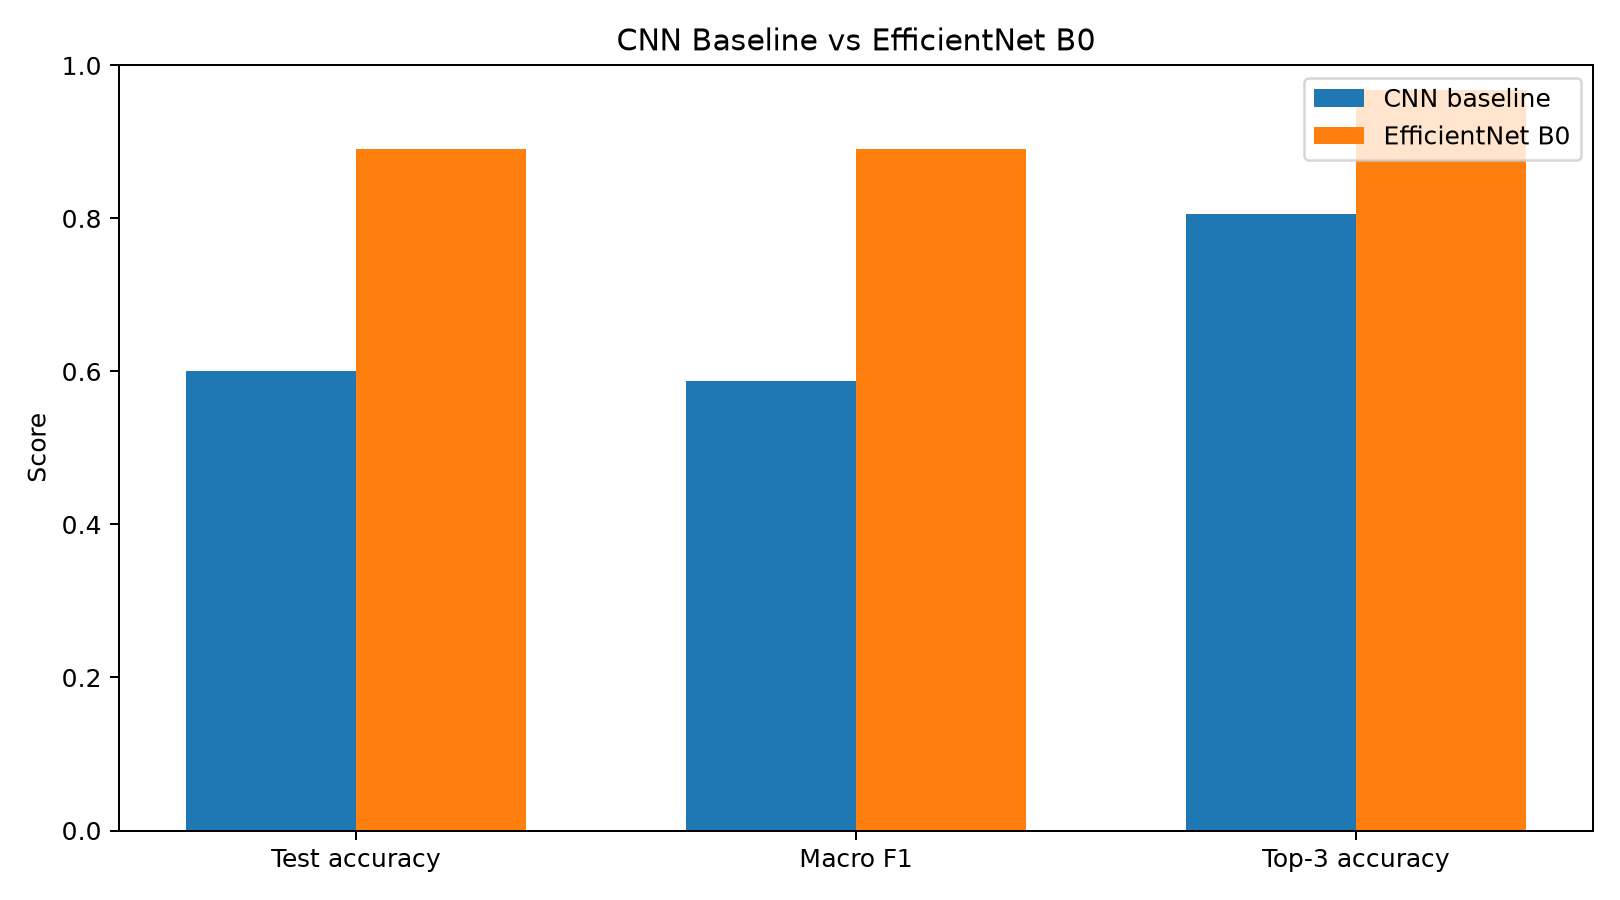 CNN Baseline vs EfficientNet B0
CNN baseline
EfficientNet B0
Score
1.0
0.8
0.6
0.4
0.2
0.0
Test accuracy
Macro F1
Top-3 accuracy